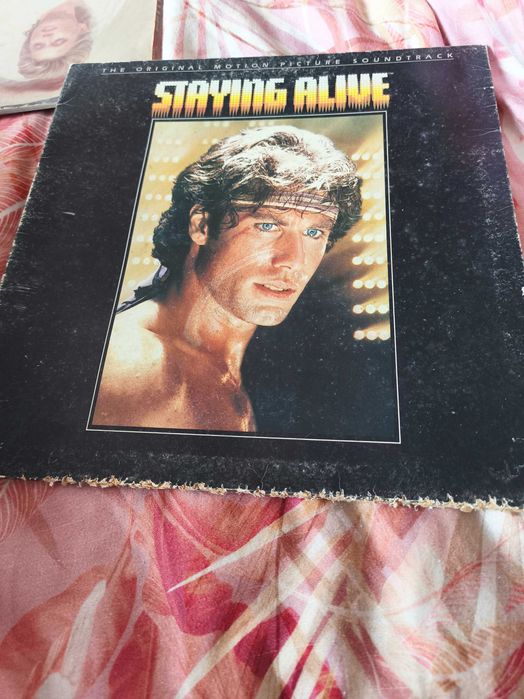 THE ORIGINAL MOTION PICTURE SOUNDTRACK
STAYING ALIVE